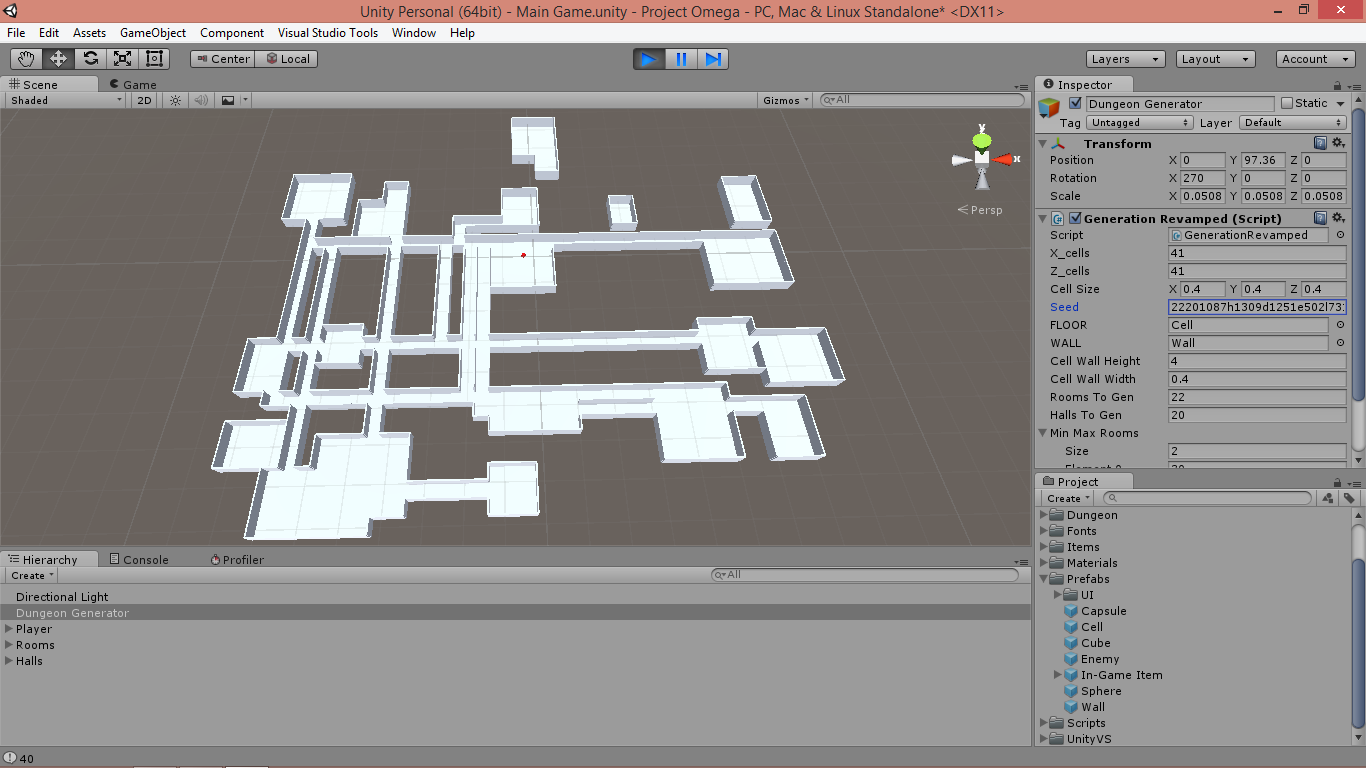 Unity Personal (64bit) - Main Game.unity - Project Omega - PC, Mac & Linux Standalone* <DX11>
File Edit Assets GameObject Component Visual Studio Tools Window Help
Center Local Layers Layout Account
Scene Game
Shaded 2D Gizmos All
y
x
Persp
Inspector
Dungeon Generator Static
Tag Untagged Layer Default
Transform
Position X 0 Y 97.36 Z 0
Rotation X 270 Y 0 Z 0
Scale X 0.0508 Y 0.0508 Z 0.0508
Generation Revamped (Script)
Script GenerationRevamped
X_cells 41
Z_cells 41
Cell Size X 0.4 Y 0.4 Z 0.4
Seed 22201087h1309d1251e502l73
FLOOR Cell
WALL Wall
Cell Wall Height 4
Cell Wall Width 0.4
Rooms To Gen 22
Halls To Gen 20
Min Max Rooms
Size 2
Project
Create
Dungeon
Fonts
Items
Materials
Prefabs
UI
Capsule
Cell
Cube
Enemy
In-Game Item
Sphere
Wall
Scripts
UnityVS
Hierarchy Console Profiler
Create All
Directional Light
Dungeon Generator
Player
Rooms
Halls
40